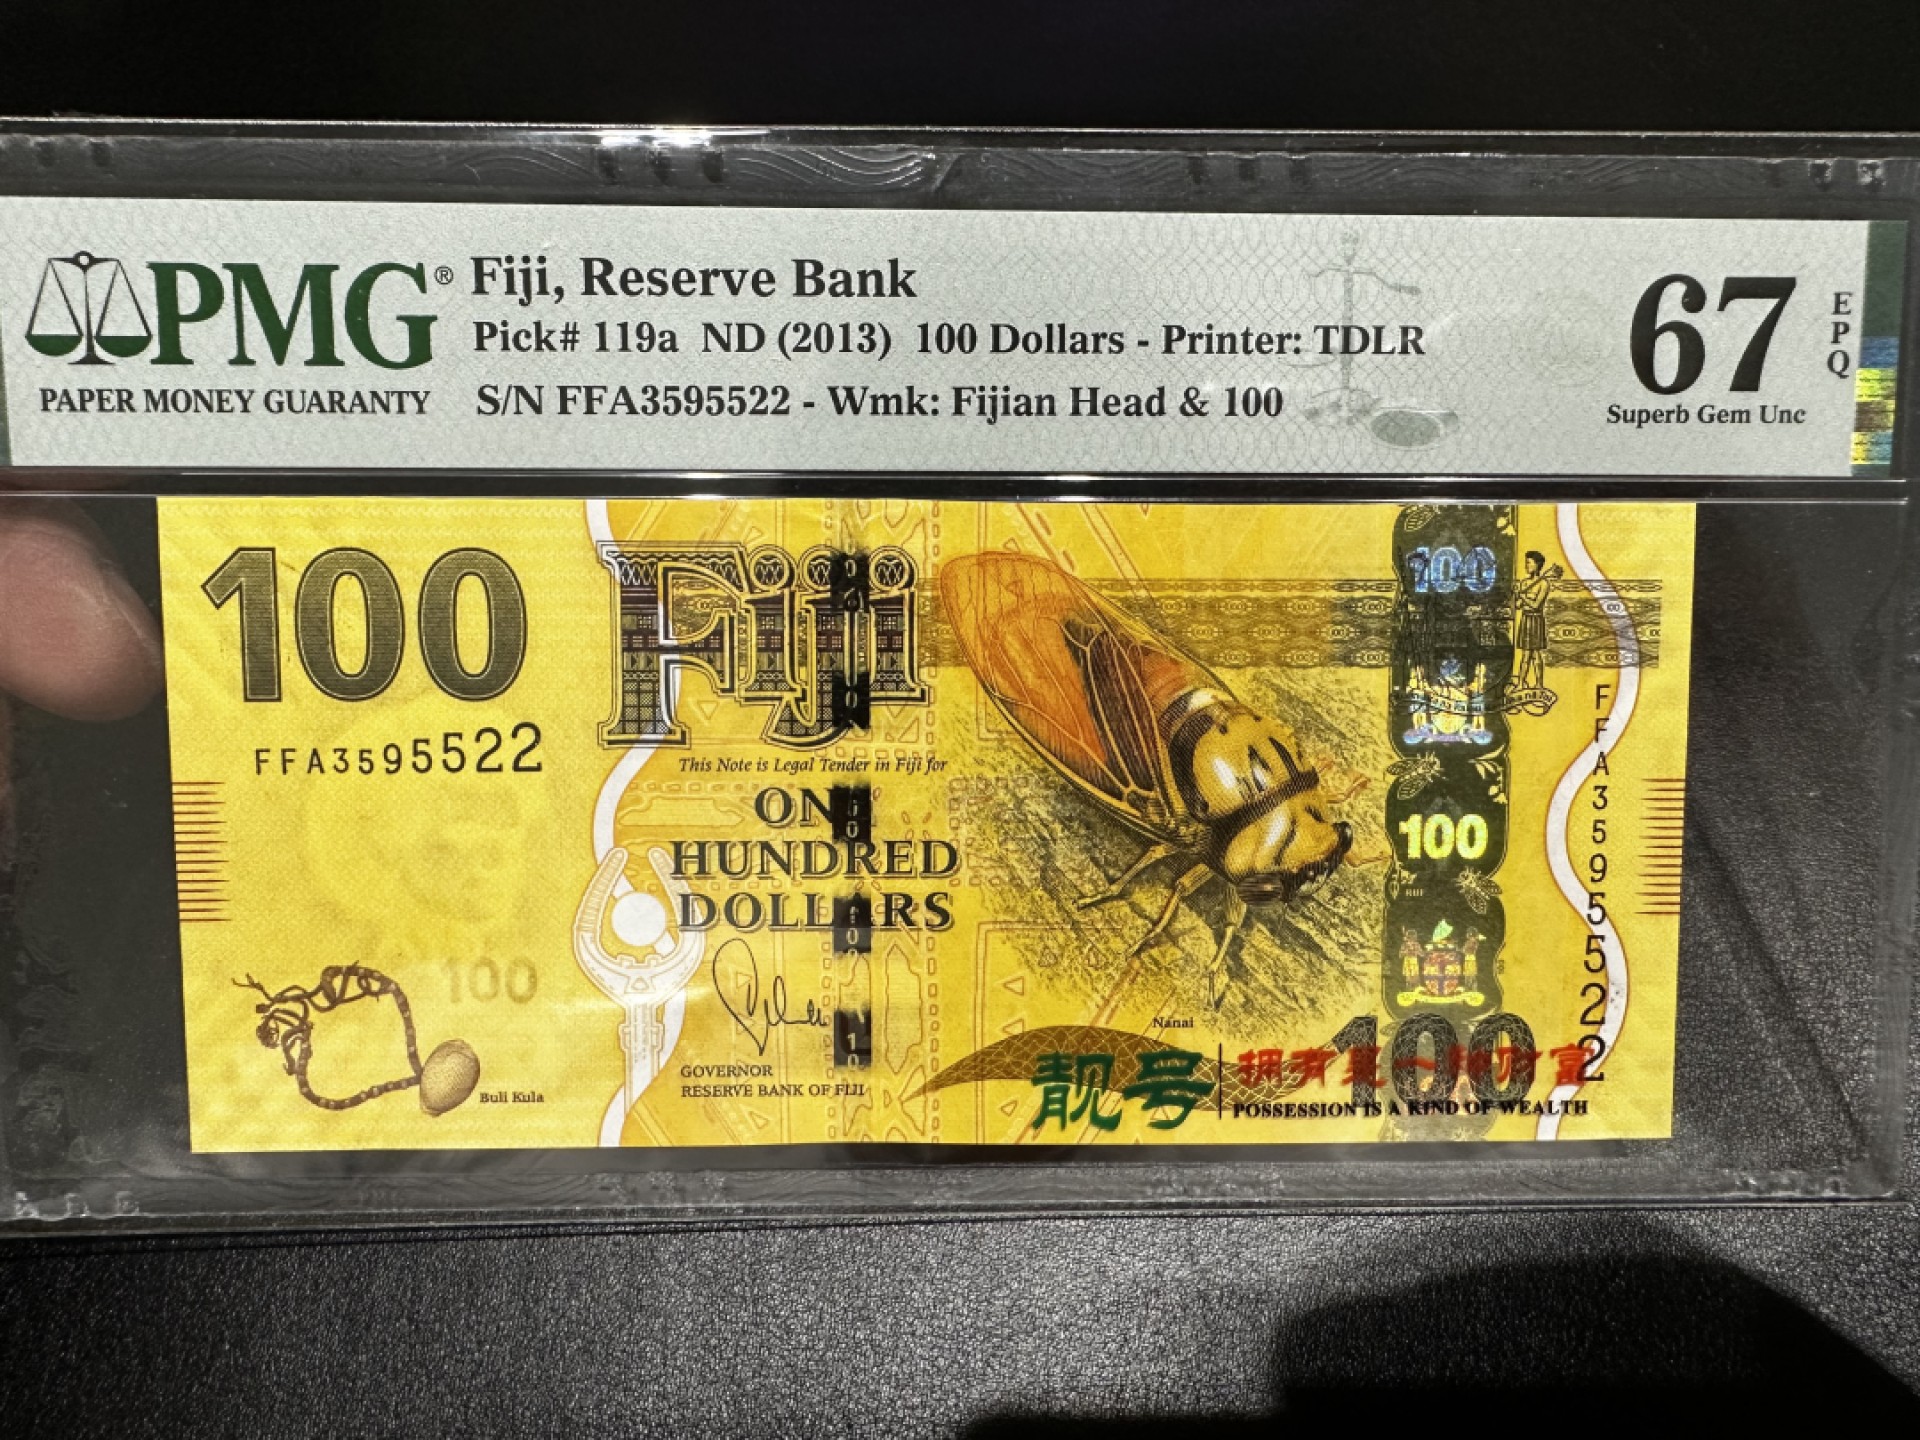 PMG®
PAPER MONEY GUARANTY
Fiji, Reserve Bank
Pick# 119a ND (2013) 100 Dollars - Printer: TDLR
S/N FFA3595522 - Wmk: Fijian Head & 100
67
EPQ
Superb Gem Unc
100
FFA3595522
Fiji
This Note is Legal Tender in Fiji for
ONE
HUNDRED
DOLLARS
GOVERNOR
RESERVE BANK OF FIJI
100
Buli Kula
Nanai
100
100
100
FFA3595522
靓号
拥有是一种财富
POSSESSION IS A KIND OF WEALTH